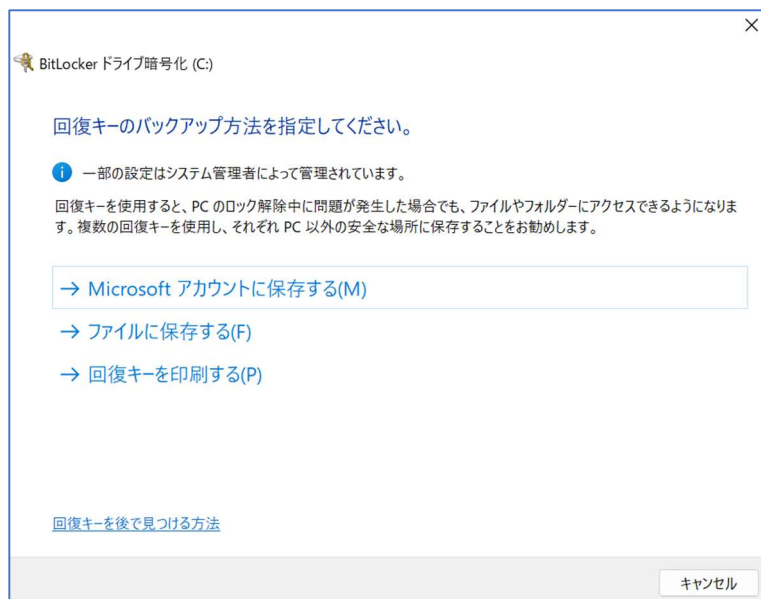 BitLocker ドライブ暗号化 (C:)
回復キーのバックアップ方法を指定してください。
一部の設定はシステム管理者によって管理されています。
回復キーを使用すると、PC のロック解除中に問題が発生した場合でも、ファイルやフォルダーにアクセスできるようになりま
す。複数の回復キーを使用し、それぞれ PC 以外の安全な場所に保存することをお勧めします。
→ Microsoft アカウントに保存する(M)
→ ファイルに保存する(F)
→ 回復キーを印刷する(P)
回復キーを後で見つける方法
キャンセル